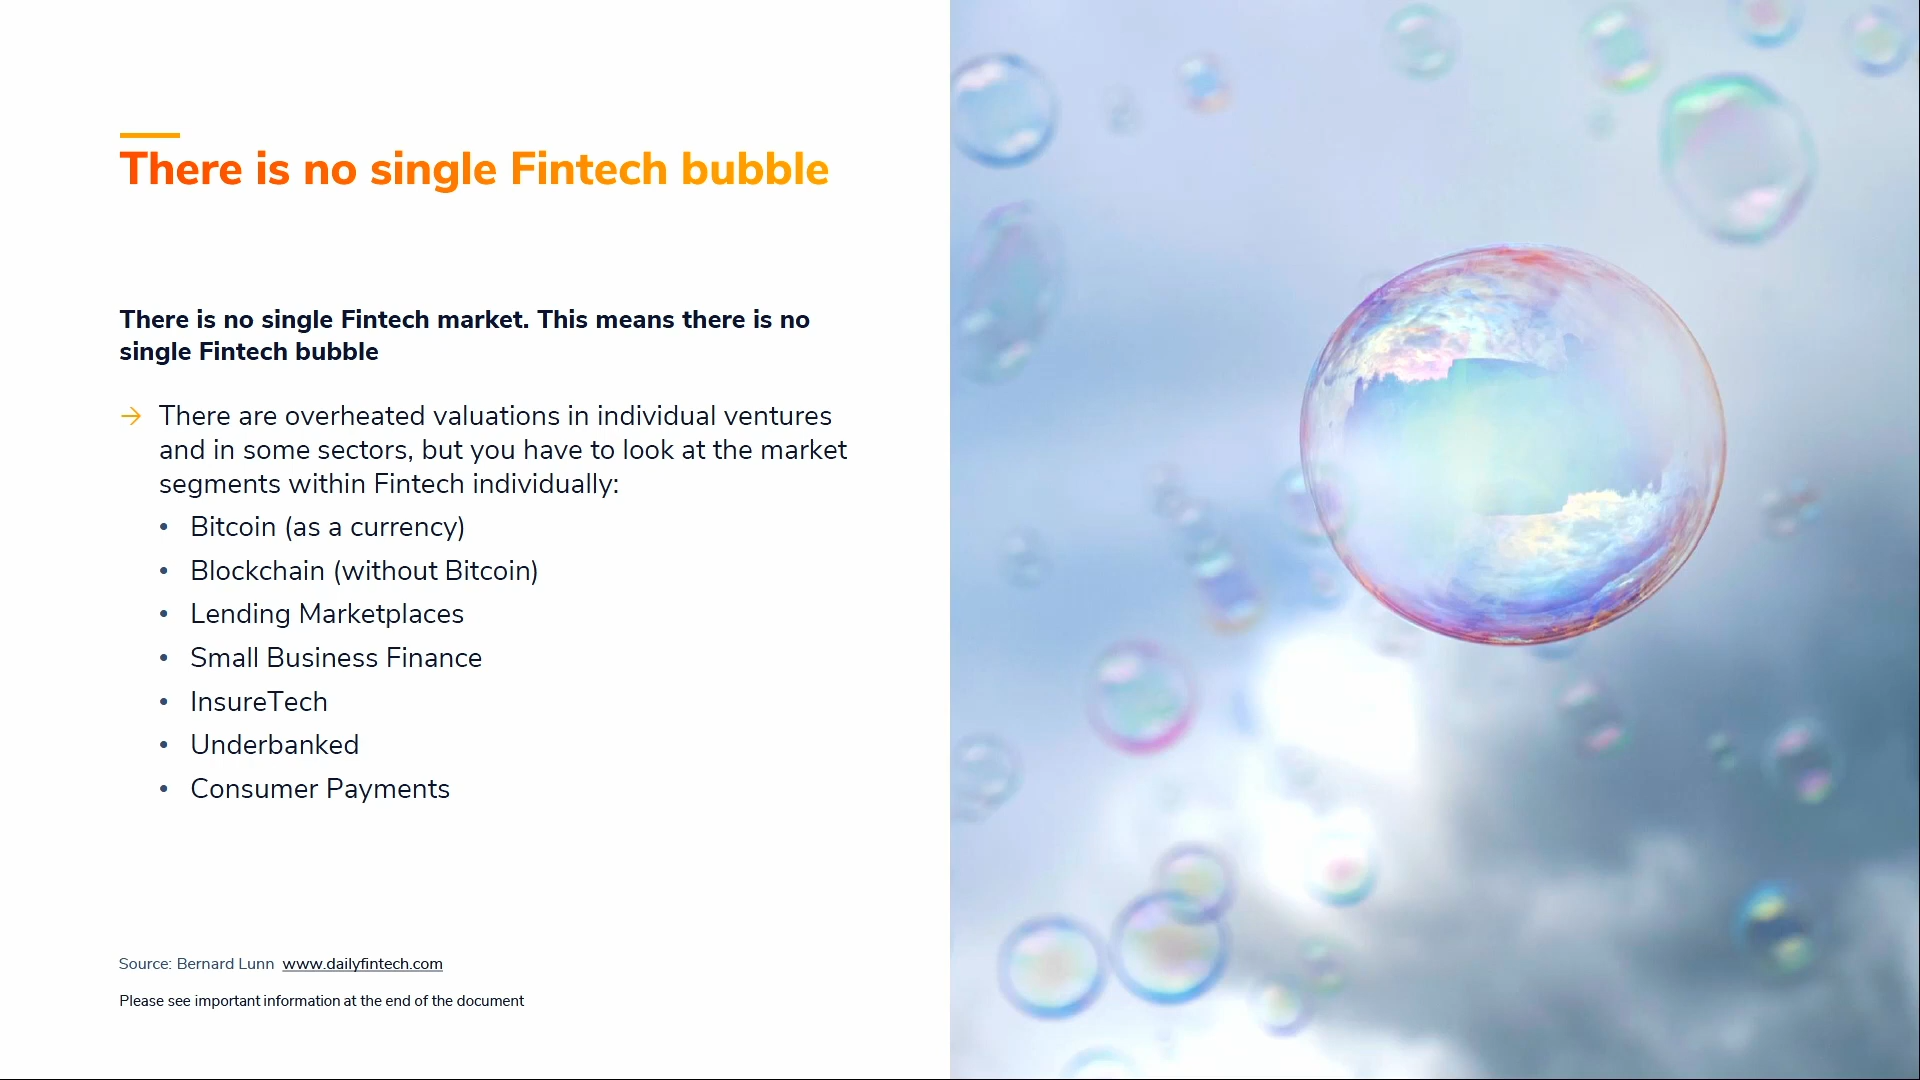 There is no single Fintech bubble
There is no single Fintech market. This means there is no
single Fintech bubble
→ There are overheated valuations in individual ventures
and in some sectors, but you have to look at the market
segments within Fintech individually:
• Bitcoin (as a currency)
• Blockchain (without Bitcoin)
• Lending Marketplaces
• Small Business Finance
• InsureTech
• Underbanked
• Consumer Payments
Source: Bernard Lunn www.dailyfintech.com
Please see important information at the end of the document